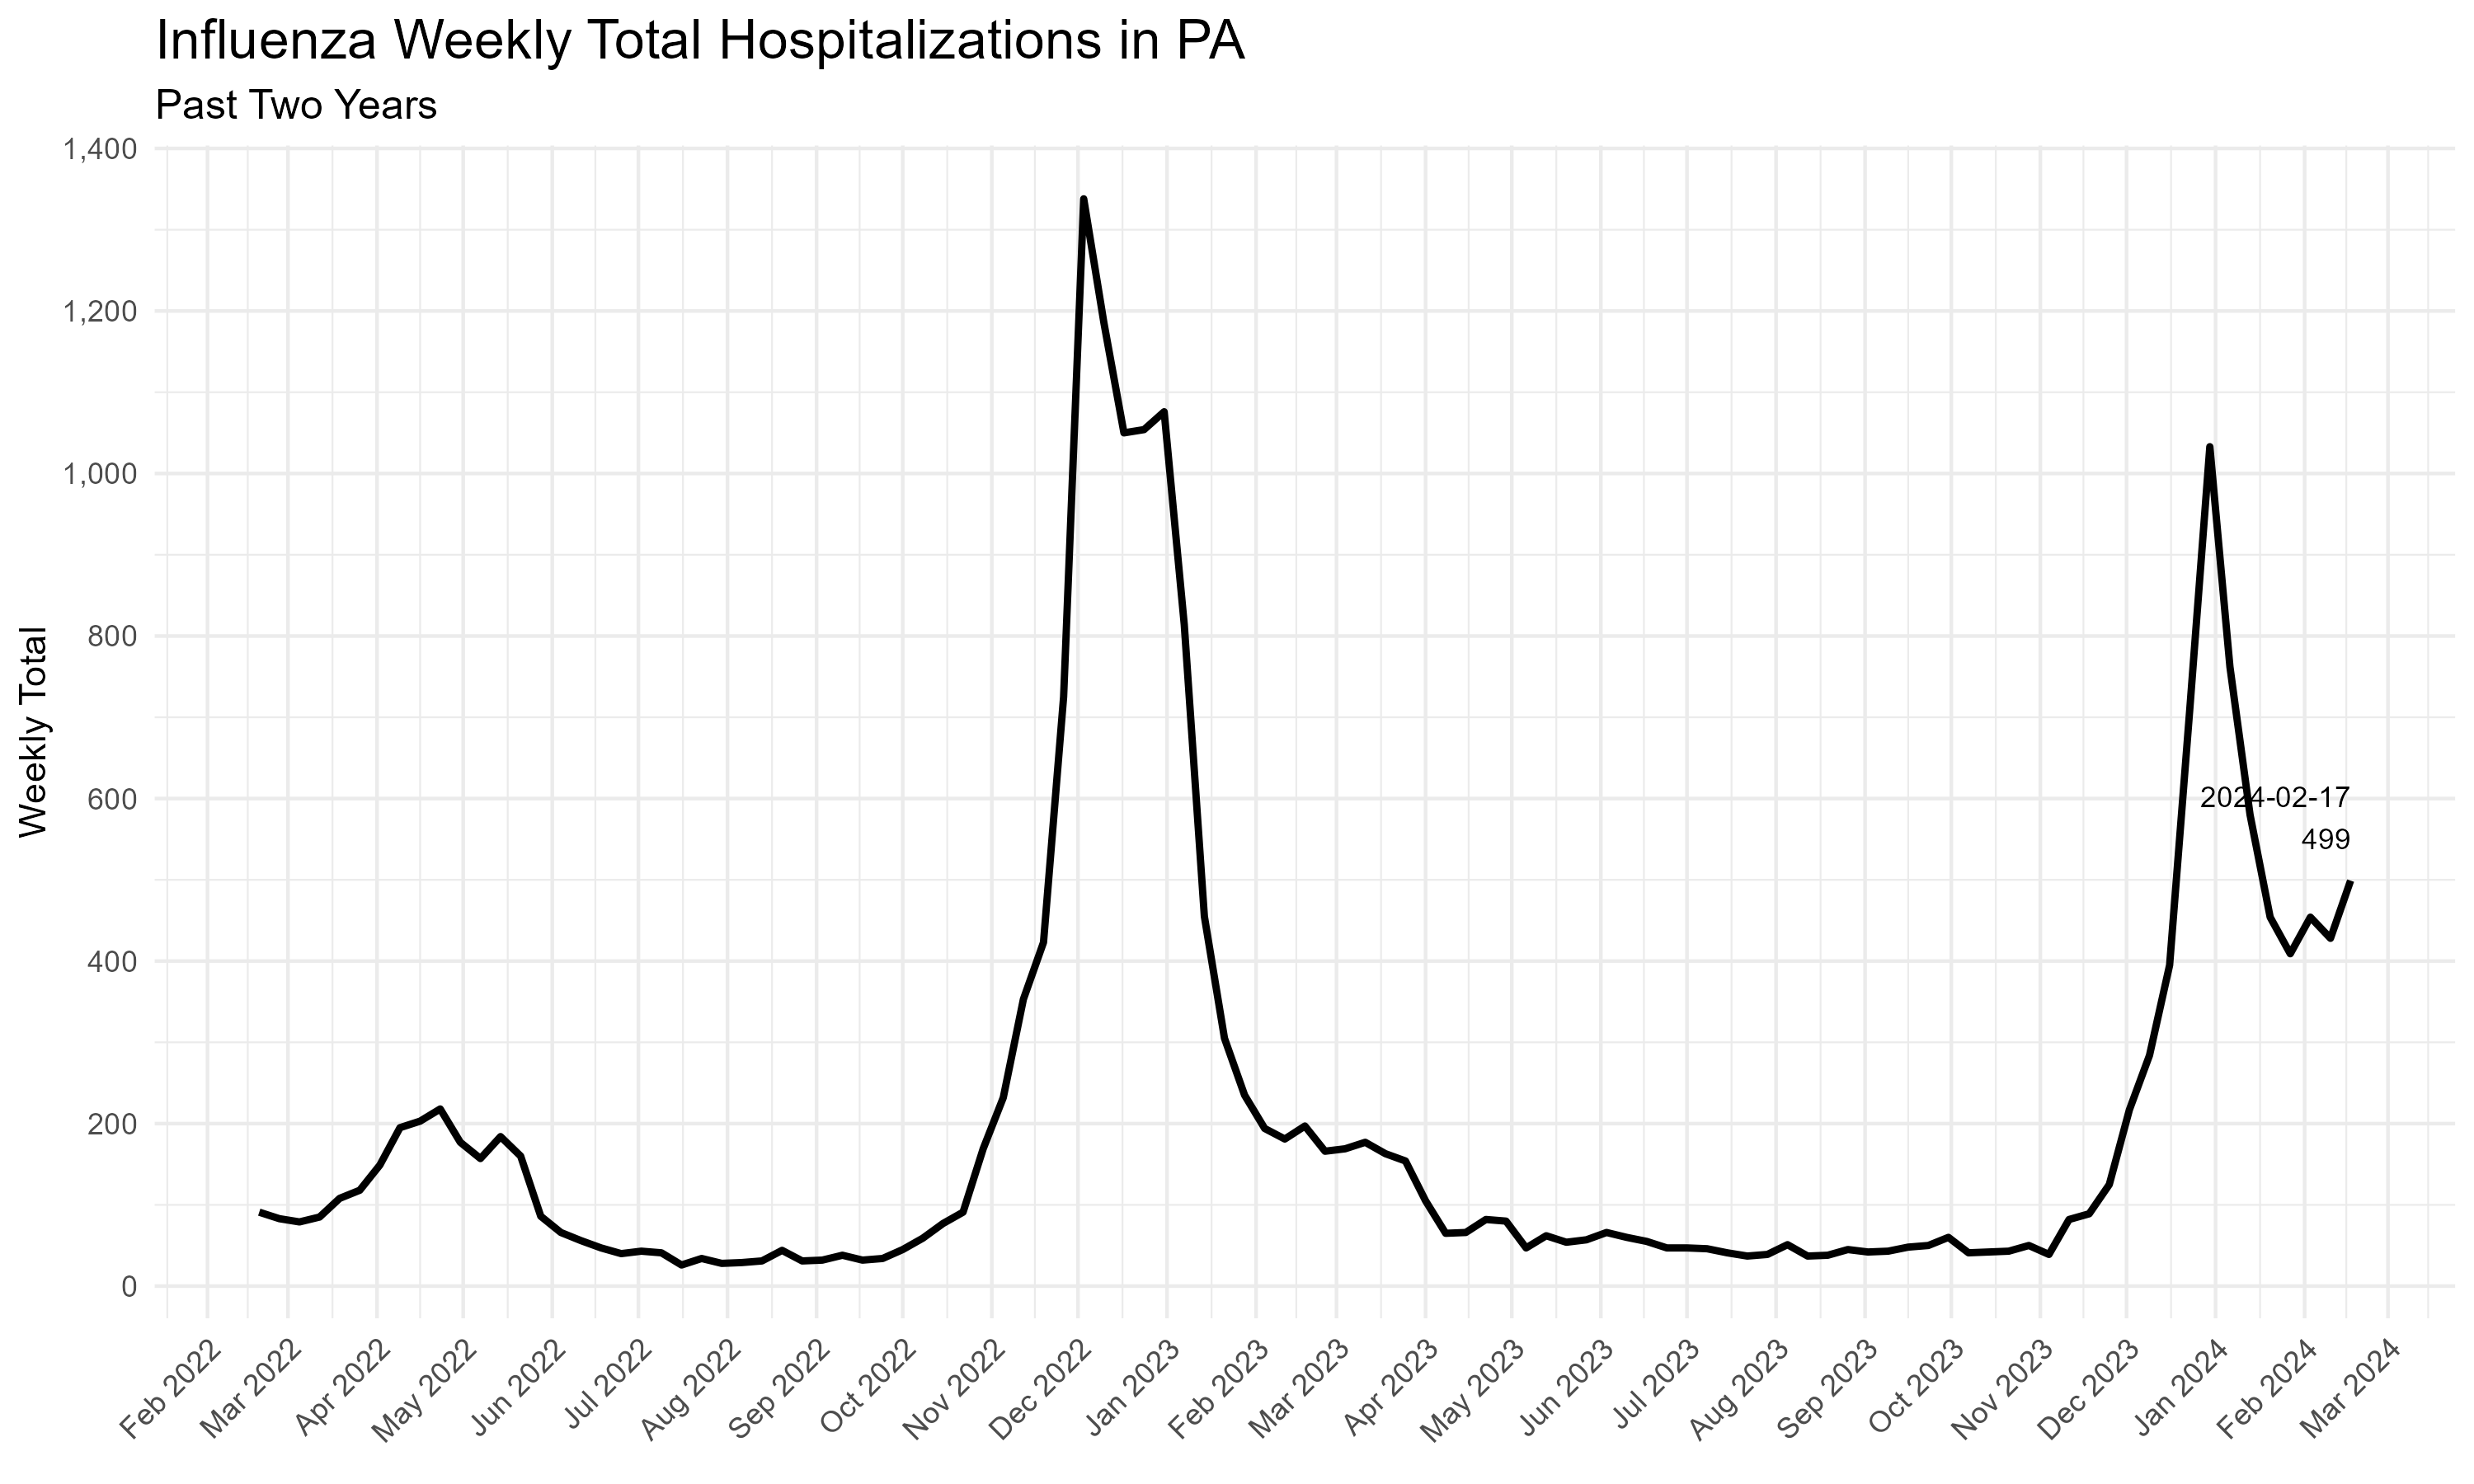 Influenza Weekly Total Hospitalizations in PA
Past Two Years
Weekly Total
1,400
1,200
1,000
800
600
400
200
0
2024-02-17
499
Feb 2022
Mar 2022
Apr 2022
May 2022
Jun 2022
Jul 2022
Aug 2022
Sep 2022
Oct 2022
Nov 2022
Dec 2022
Jan 2023
Feb 2023
Mar 2023
Apr 2023
May 2023
Jun 2023
Jul 2023
Aug 2023
Sep 2023
Oct 2023
Nov 2023
Dec 2023
Jan 2024
Feb 2024
Mar 2024